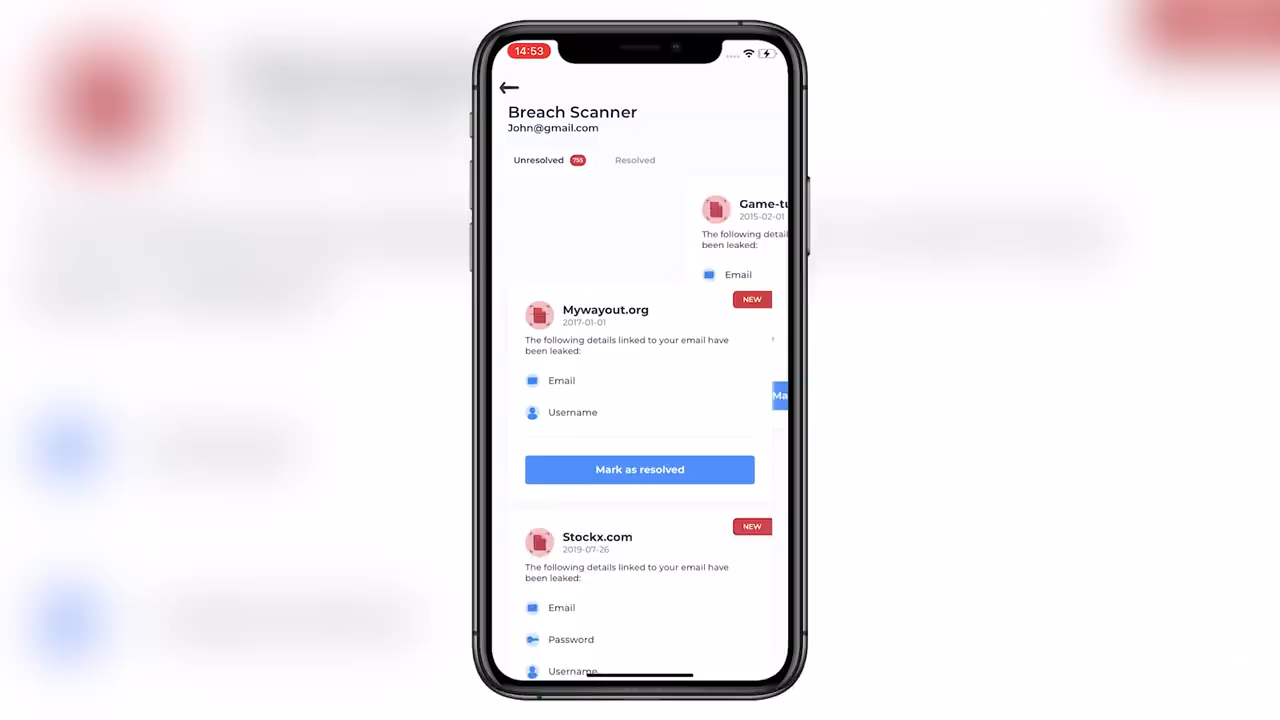 14:53
Breach Scanner
John@gmail.com
Unresolved 755
Resolved
2015-02-01
The following
been leaked:
Email
NEW
Mywayout.org
2017-01-01
The following details linked to your email have
been leaked:
Email
Username
Mark as resolved
NEW
Stockx.com
2019-07-26
The following details linked to your email have
been leaked:
Email
Password
Username